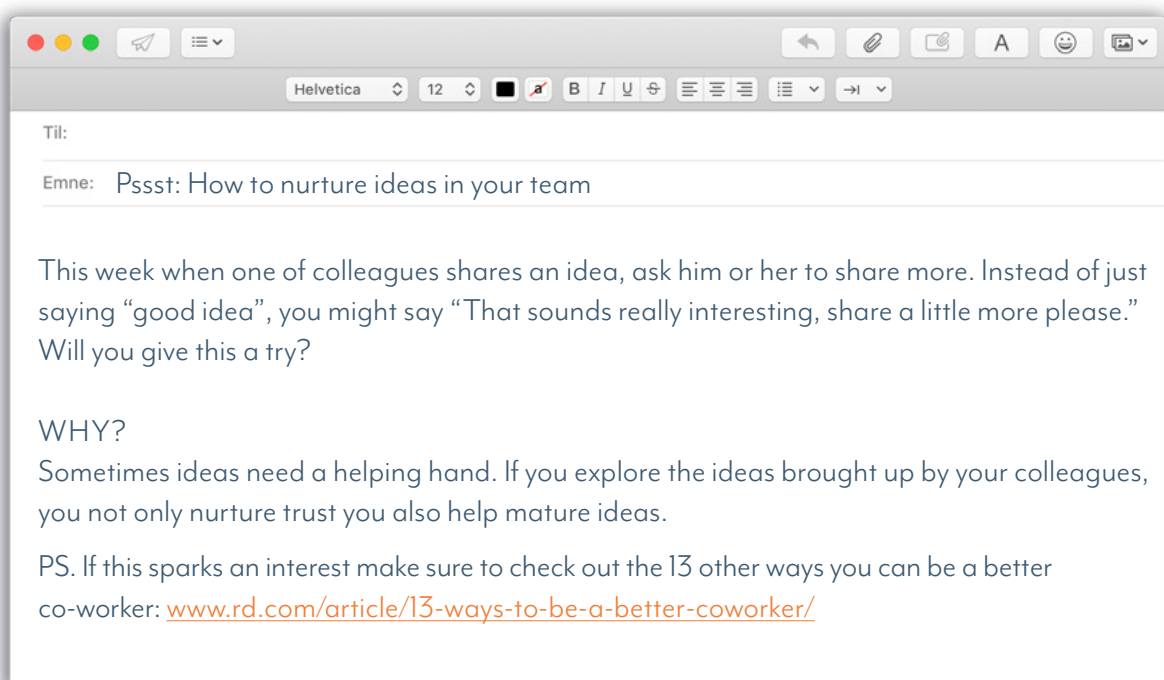 Helvetica 12 a B I U S
A
Til:
Emne: Pssst: How to nurture ideas in your team
This week when one of colleagues shares an idea, ask him or her to share more. Instead of just
saying “good idea”, you might say “That sounds really interesting, share a little more please.”
Will you give this a try?
WHY?
Sometimes ideas need a helping hand. If you explore the ideas brought up by your colleagues,
you not only nurture trust you also help mature ideas.
PS. If this sparks an interest make sure to check out the 13 other ways you can be a better
co-worker: www.rd.com/article/13-ways-to-be-a-better-coworker/